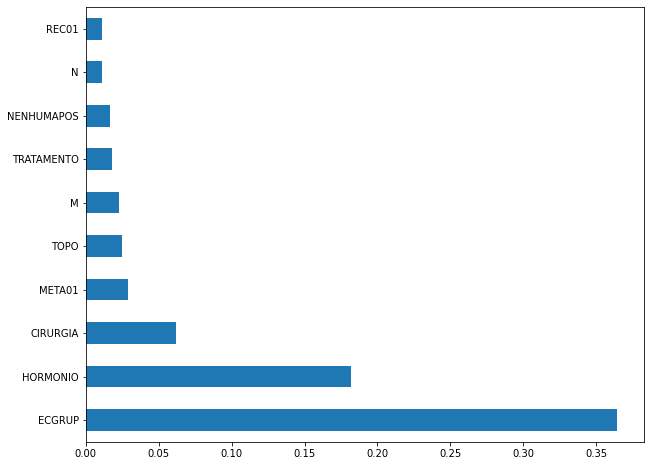 REC01
N
NENHUMAPOS
TRATAMENTO
M
TOPO
META01
CIRURGIA
HORMONIO
ECGRUP
0.00 0.05 0.10 0.15 0.20 0.25 0.30 0.35